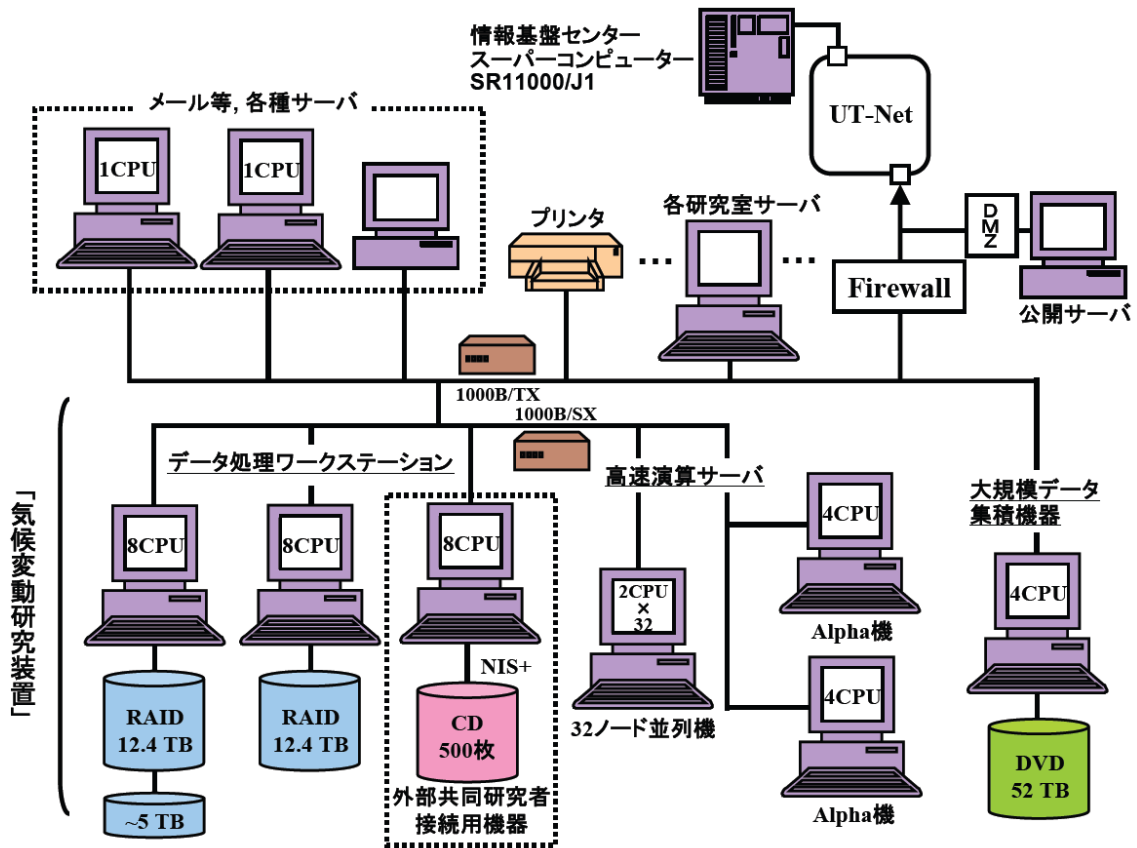 情報基盤センター
スーパーコンピューター
SR11000/J1
UT-Net
メール等, 各種サーバ
1CPU
1CPU
プリンタ
各研究室サーバ
...
...
DMZ
Firewall
公開サーバ
1000B/TX
1000B/SX
「気候変動研究装置」
データ処理ワークステーション
高速演算サーバ
大規模データ
集積機器
8CPU
8CPU
8CPU
2CPU
×
32
4CPU
4CPU
Alpha機
NIS+
RAID
12.4 TB
RAID
12.4 TB
CD
500枚
32ノード並列機
4CPU
DVD
52 TB
~5 TB
外部共同研究者
接続用機器
Alpha機